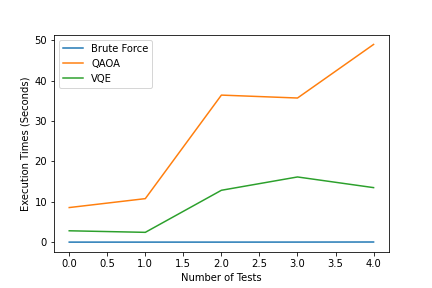 50
40
30
20
10
0
Execution Times (Seconds)
Brute Force
QAOA
VQE
0.0 0.5 1.0 1.5 2.0 2.5 3.0 3.5 4.0
Number of Tests